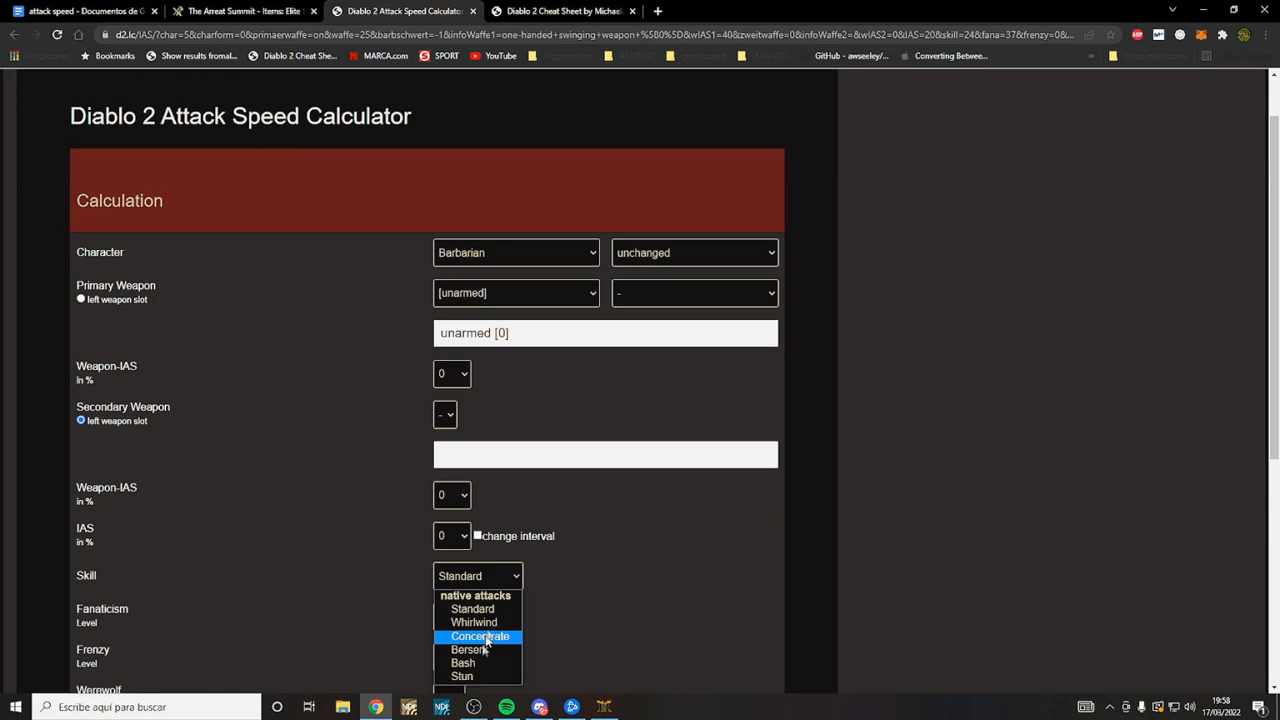 attack speed - Documentos de G
The Arreat Summit - Items: Elite
Diablo 2 Attack Speed Calculator
Diablo 2 Cheat Sheet by Michael
d2.lc/IAS/?char=5&charform=0&primaerwaffe=on&waffe=25&barbschwert=-1&infoWaffe1=one-handed swinging weapon +%5B0%5D&wIAS1=40&zweitwaffe=0&infoWaffe2=&wIAS2=0&IAS=20&skill=24&fana=37&frenzy=0&...
Aplicaciones
Bookmarks
Show results fromal...
Diablo 2 Cheat She...
MARCA.com
SPORT
YouTube
GitHub - awseeley/...
Converting Betwee...
Otros marcadores
Diablo 2 Attack Speed Calculator
Calculation
Character
Barbarian
unchanged
Primary Weapon
left weapon slot
[unarmed]
-
unarmed [0]
Weapon-IAS
in %
0
Secondary Weapon
left weapon slot
-
Weapon-IAS
in %
0
IAS
in %
0
change interval
Skill
Standard
native attacks
Standard
Whirlwind
Concentrate
Berserk
Bash
Stun
Fanaticism
Level
Frenzy
Level
Werewolf
Escribe aquí para buscar
19:58
17/03/2022